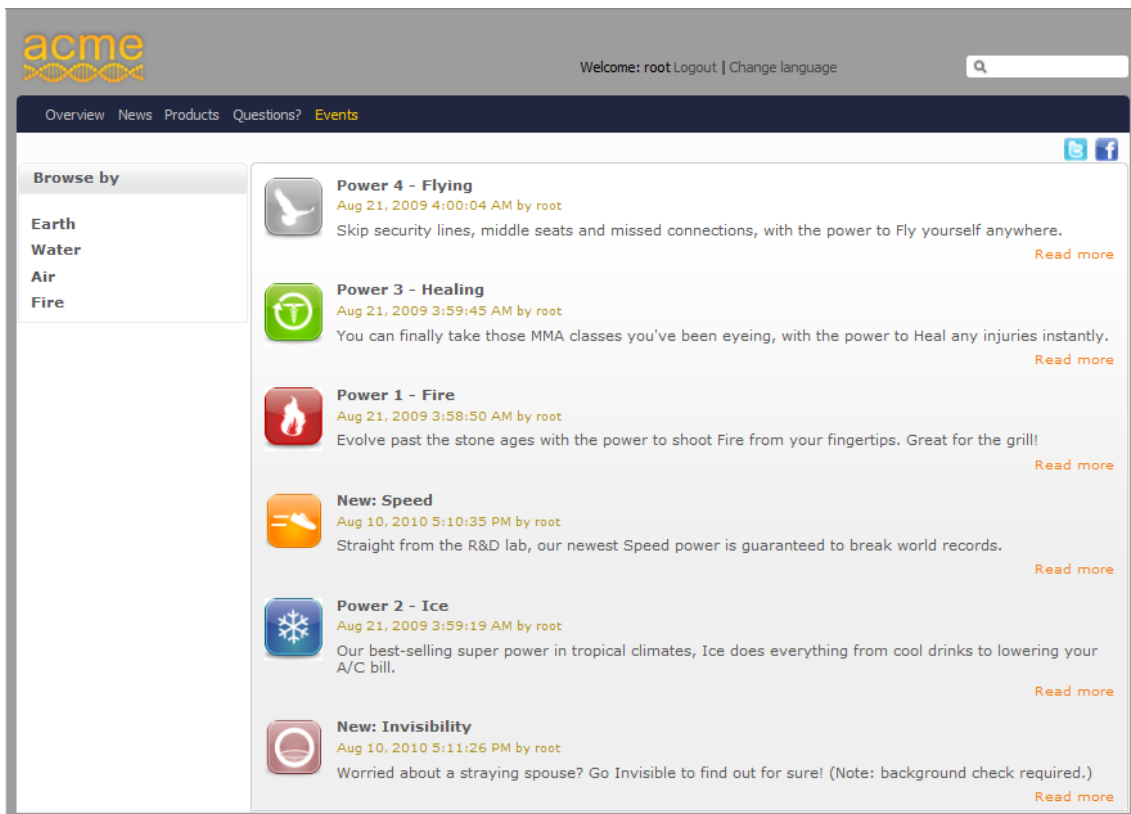 acme
Welcome: root Logout | Change language
Overview News Products Questions? Events
Browse by
Earth
Water
Air
Fire
Power 4 - Flying
Aug 21, 2009 4:00:04 AM by root
Skip security lines, middle seats and missed connections, with the power to Fly yourself anywhere.
Read more
Power 3 - Healing
Aug 21, 2009 3:59:45 AM by root
You can finally take those MMA classes you've been eyeing, with the power to Heal any injuries instantly.
Read more
Power 1 - Fire
Aug 21, 2009 3:58:50 AM by root
Evolve past the stone ages with the power to shoot Fire from your fingertips. Great for the grill!
Read more
New: Speed
Aug 10, 2010 5:10:35 PM by root
Straight from the R&D lab, our newest Speed power is guaranteed to break world records.
Read more
Power 2 - Ice
Aug 21, 2009 3:59:19 AM by root
Our best-selling super power in tropical climates, Ice does everything from cool drinks to lowering your
A/C bill.
Read more
New: Invisibility
Aug 10, 2010 5:11:26 PM by root
Worried about a straying spouse? Go Invisible to find out for sure! (Note: background check required.)
Read more